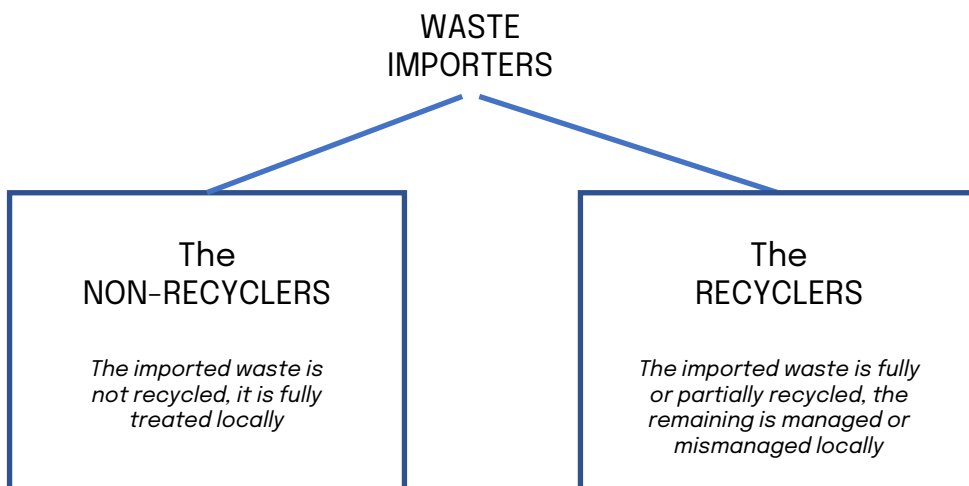 WASTE
IMPORTERS
The
NON-RECYCLERS
The imported waste is
not recycled, it is fully
treated locally
The
RECYCLERS
The imported waste is fully
or partially recycled, the
remaining is managed or
mismanaged locally